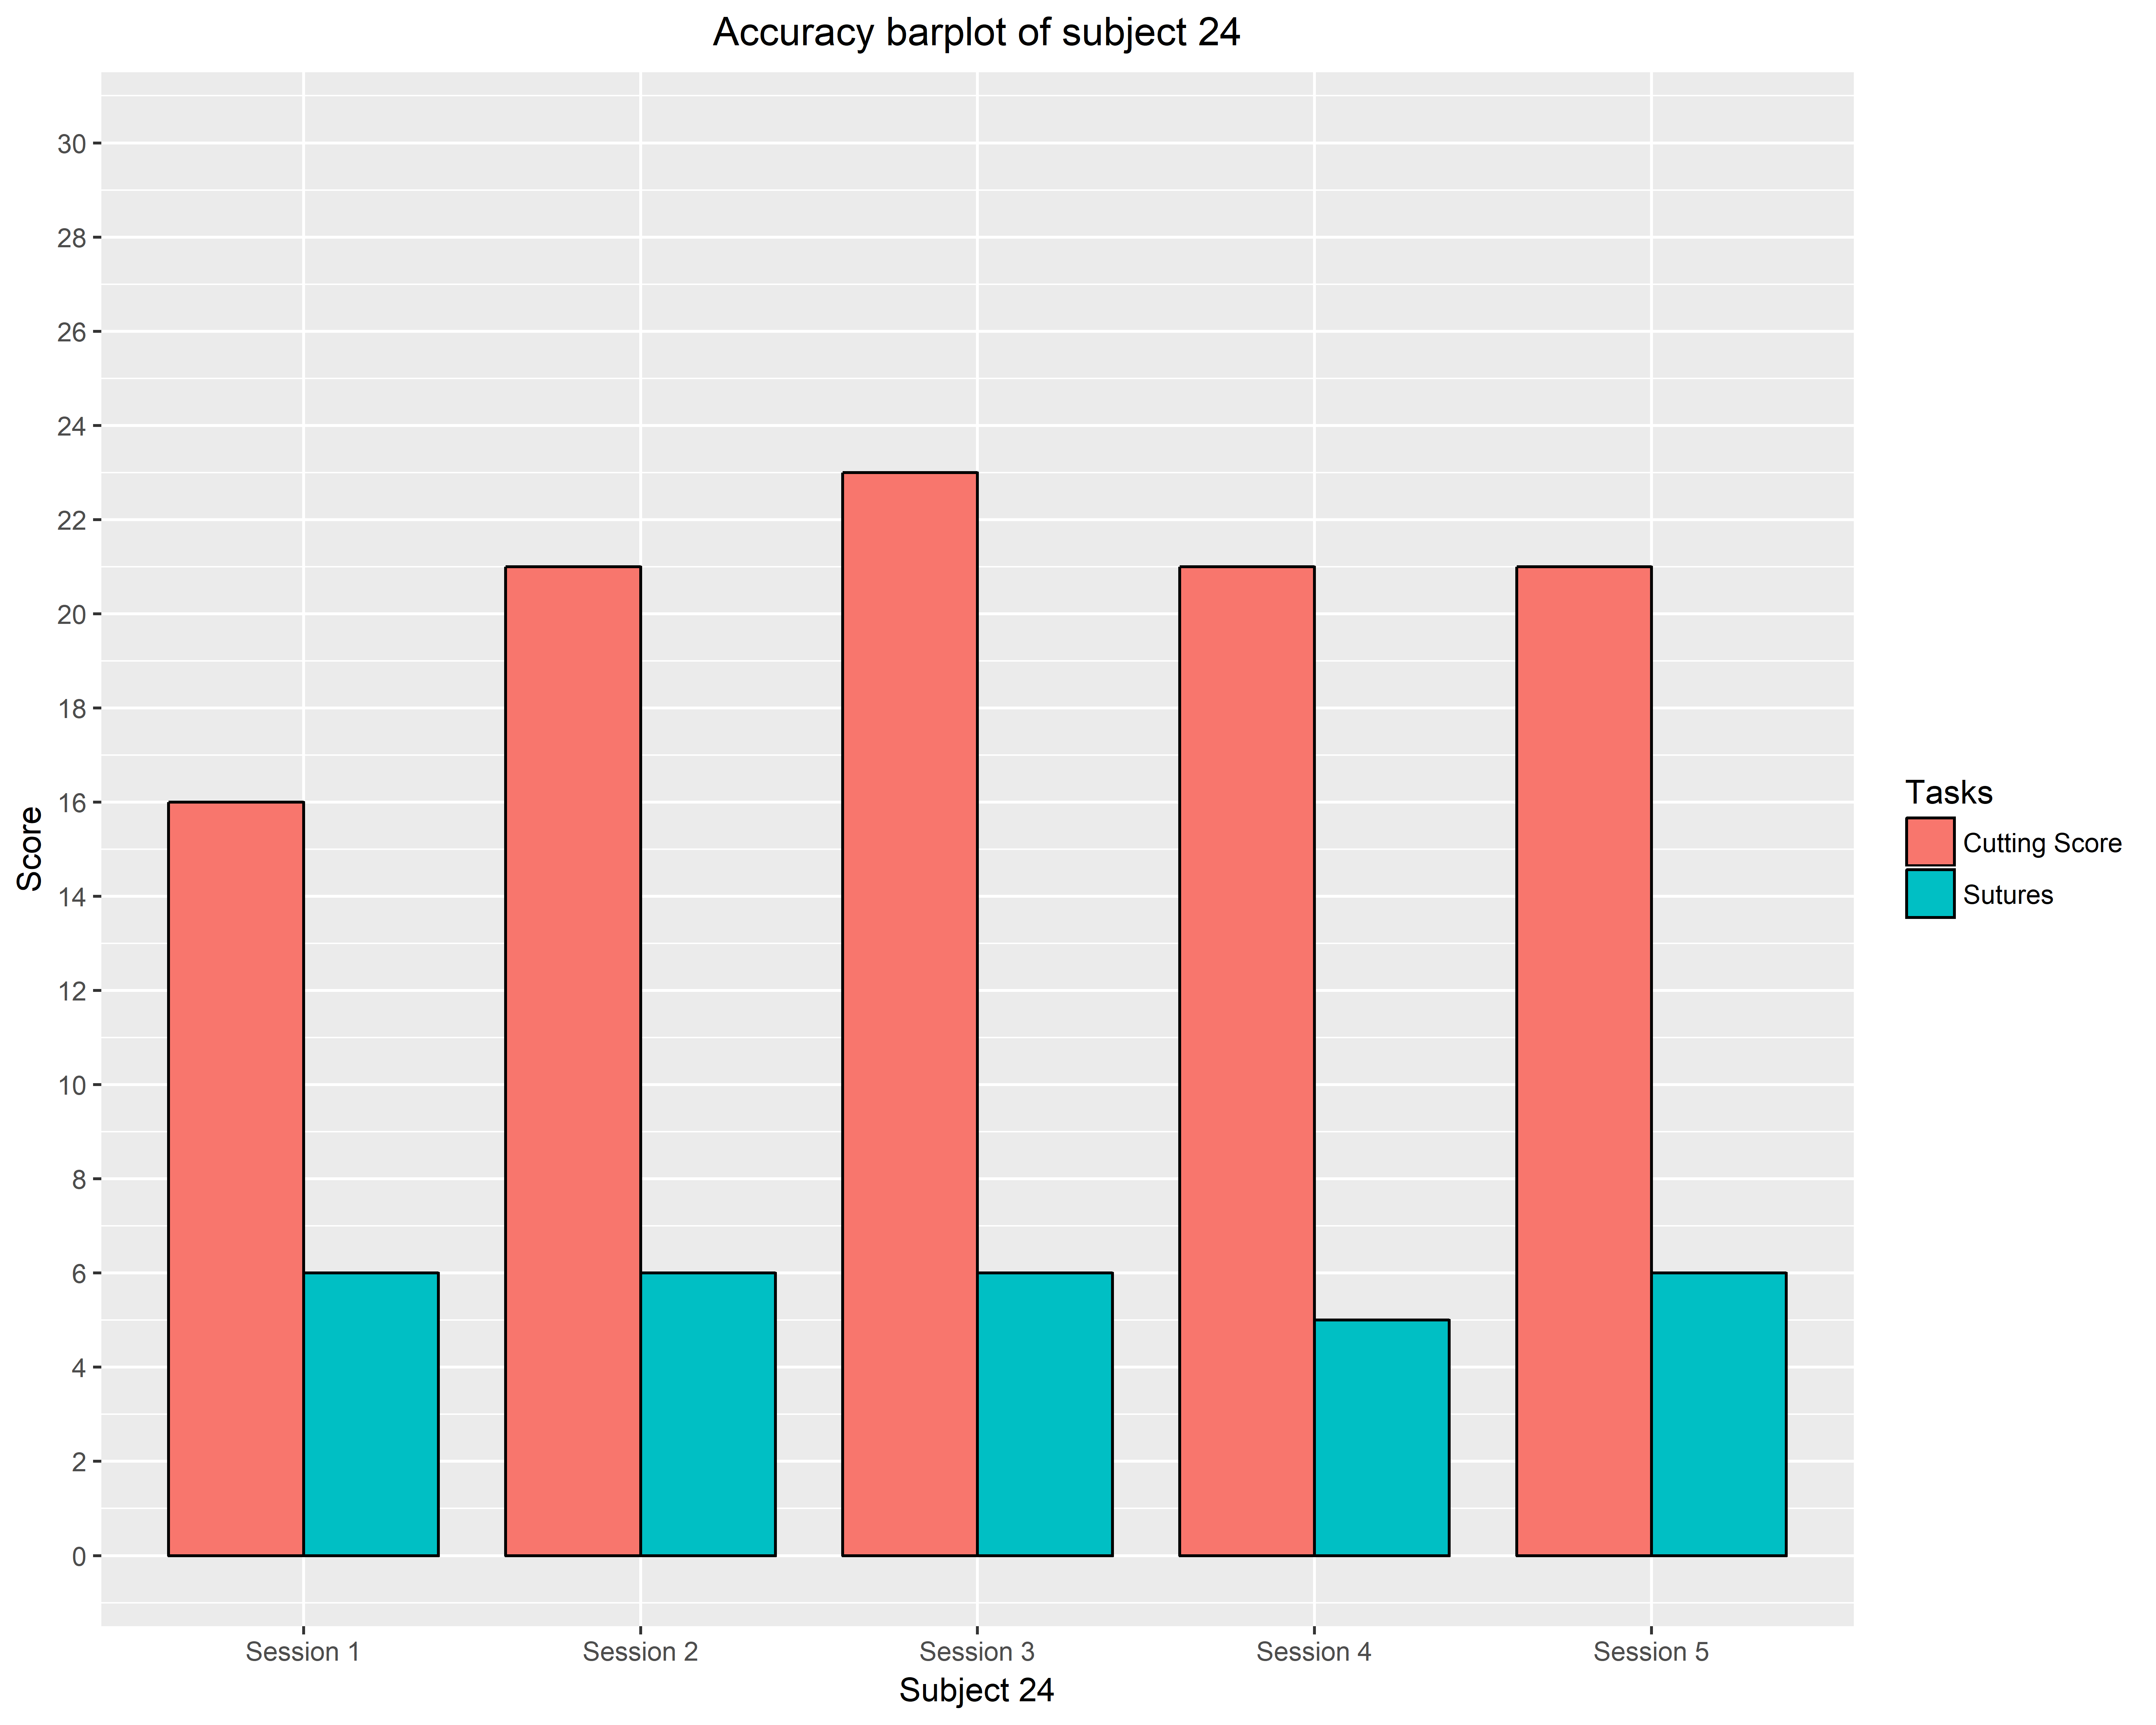 Accuracy barplot of subject 24
Score
30
28
26
24
22
20
18
16
14
12
10
8
6
4
2
0
Session 1
Session 2
Session 3
Session 4
Session 5
Subject 24
Tasks
Cutting Score
Sutures